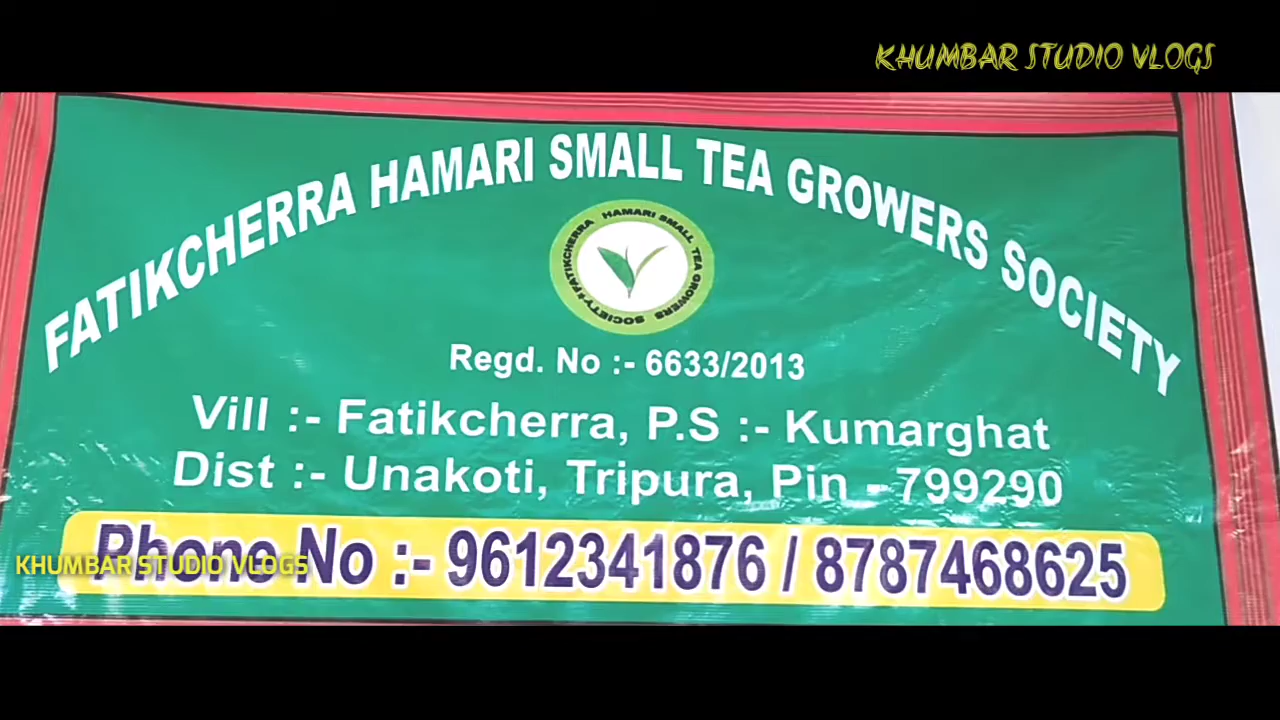 KHUMBAR STUDIO VLOGS
FATIKCHERRA HAMARI SMALL TEA GROWERS SOCIETY
FATIKCHERRA HAMARI SMALL TEA GROWERS SOCIETY
Regd. No :- 6633/2013
Vill :- Fatikcherra, P.S :- Kumarghat
Dist :- Unakoti, Tripura, Pin - 799290
Phone No :- 9612341876 / 8787468625
KHUMBAR STUDIO VLOGS